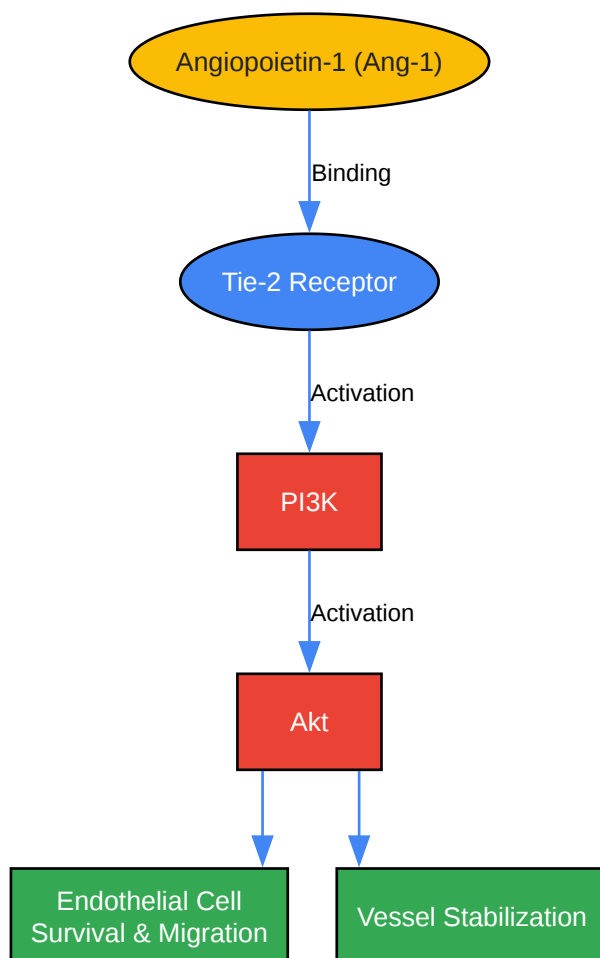 Angiopoietin-1 (Ang-1)
Binding
Tie-2 Receptor
Activation
PI3K
Activation
Akt
Endothelial Cell
Survival & Migration
Vessel Stabilization